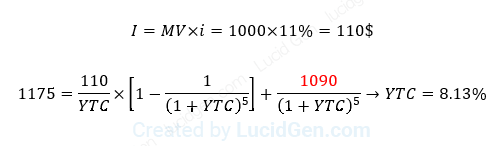 I = MV×i = 1000×11% = 110$
1175 = 110/YTC × [1 − 1/(1 + YTC)^5] + 1090/(1 + YTC)^5 → YTC = 8.13%
Created by LucidGen.com